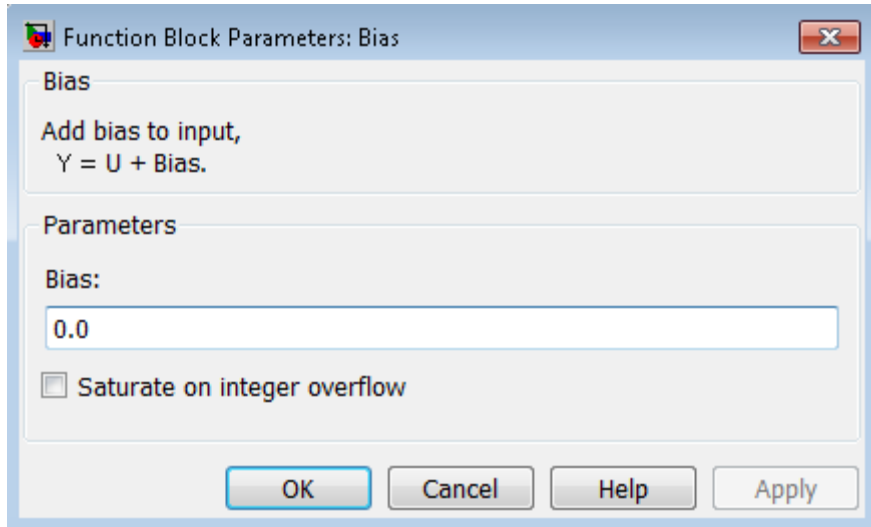 Function Block Parameters: Bias
Bias
Add bias to input,
Y = U + Bias.
Parameters
Bias:
0.0
Saturate on integer overflow
OK Cancel Help Apply